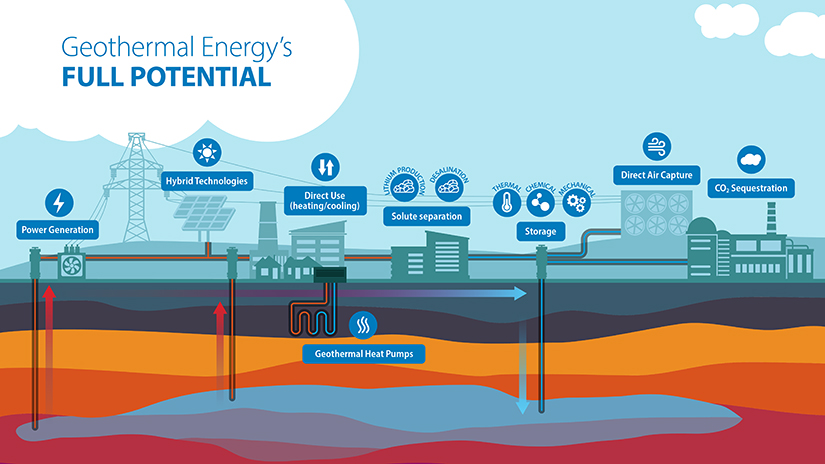 Geothermal Energy's
FULL POTENTIAL
Power Generation
Hybrid Technologies
Direct Use
(heating/cooling)
LITHIUM PRODUCTION
DESALINATION
Solute separation
THERMAL
CHEMICAL
MECHANICAL
Storage
Direct Air Capture
CO₂ Sequestration
Geothermal Heat Pumps